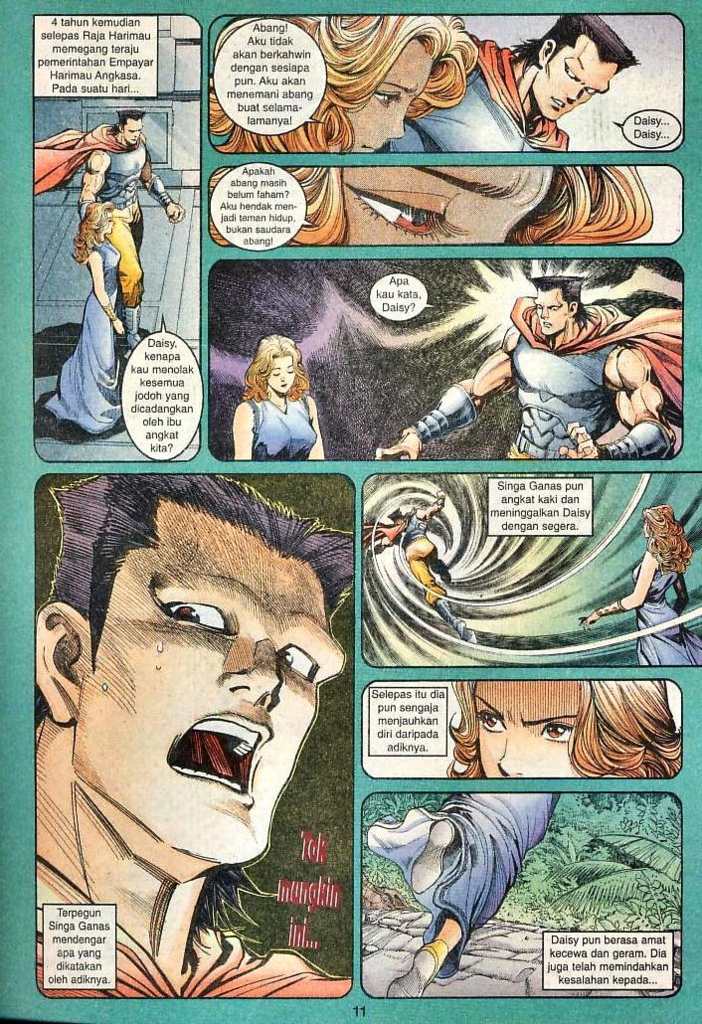 4 tahun kemudian
selepas Raja Harimau
memegang teraju
pemerintahan Empayar
Harimau Angkasa.
Pada suatu hari...
Daisy,
kenapa
kau menolak
kesemua
jodoh yang
dicadangkan
oleh ibu
angkat
kita?
Abang!
Aku tidak
akan berkahwin
dengan sesiapa
pun. Aku akan
menemani abang
buat selama-
lamanya!
Daisy...
Daisy...
Apakah
abang masih
belum faham?
Aku hendak men-
jadi teman hidup,
bukan saudara
abang!
Apa
kau kata,
Daisy?
Tak
mungkin
ini...
Terpegun
Singa Ganas
mendengar
apa yang
dikatakan
oleh adiknya.
Singa Ganas pun
angkat kaki dan
meninggalkan Daisy
dengan segera.
Selepas itu dia
pun sengaja
menjauhkan
diri daripada
adiknya.
Daisy pun berasa amat
kecewa dan geram. Dia
juga telah memindahkan
kesalahan kepada...
11